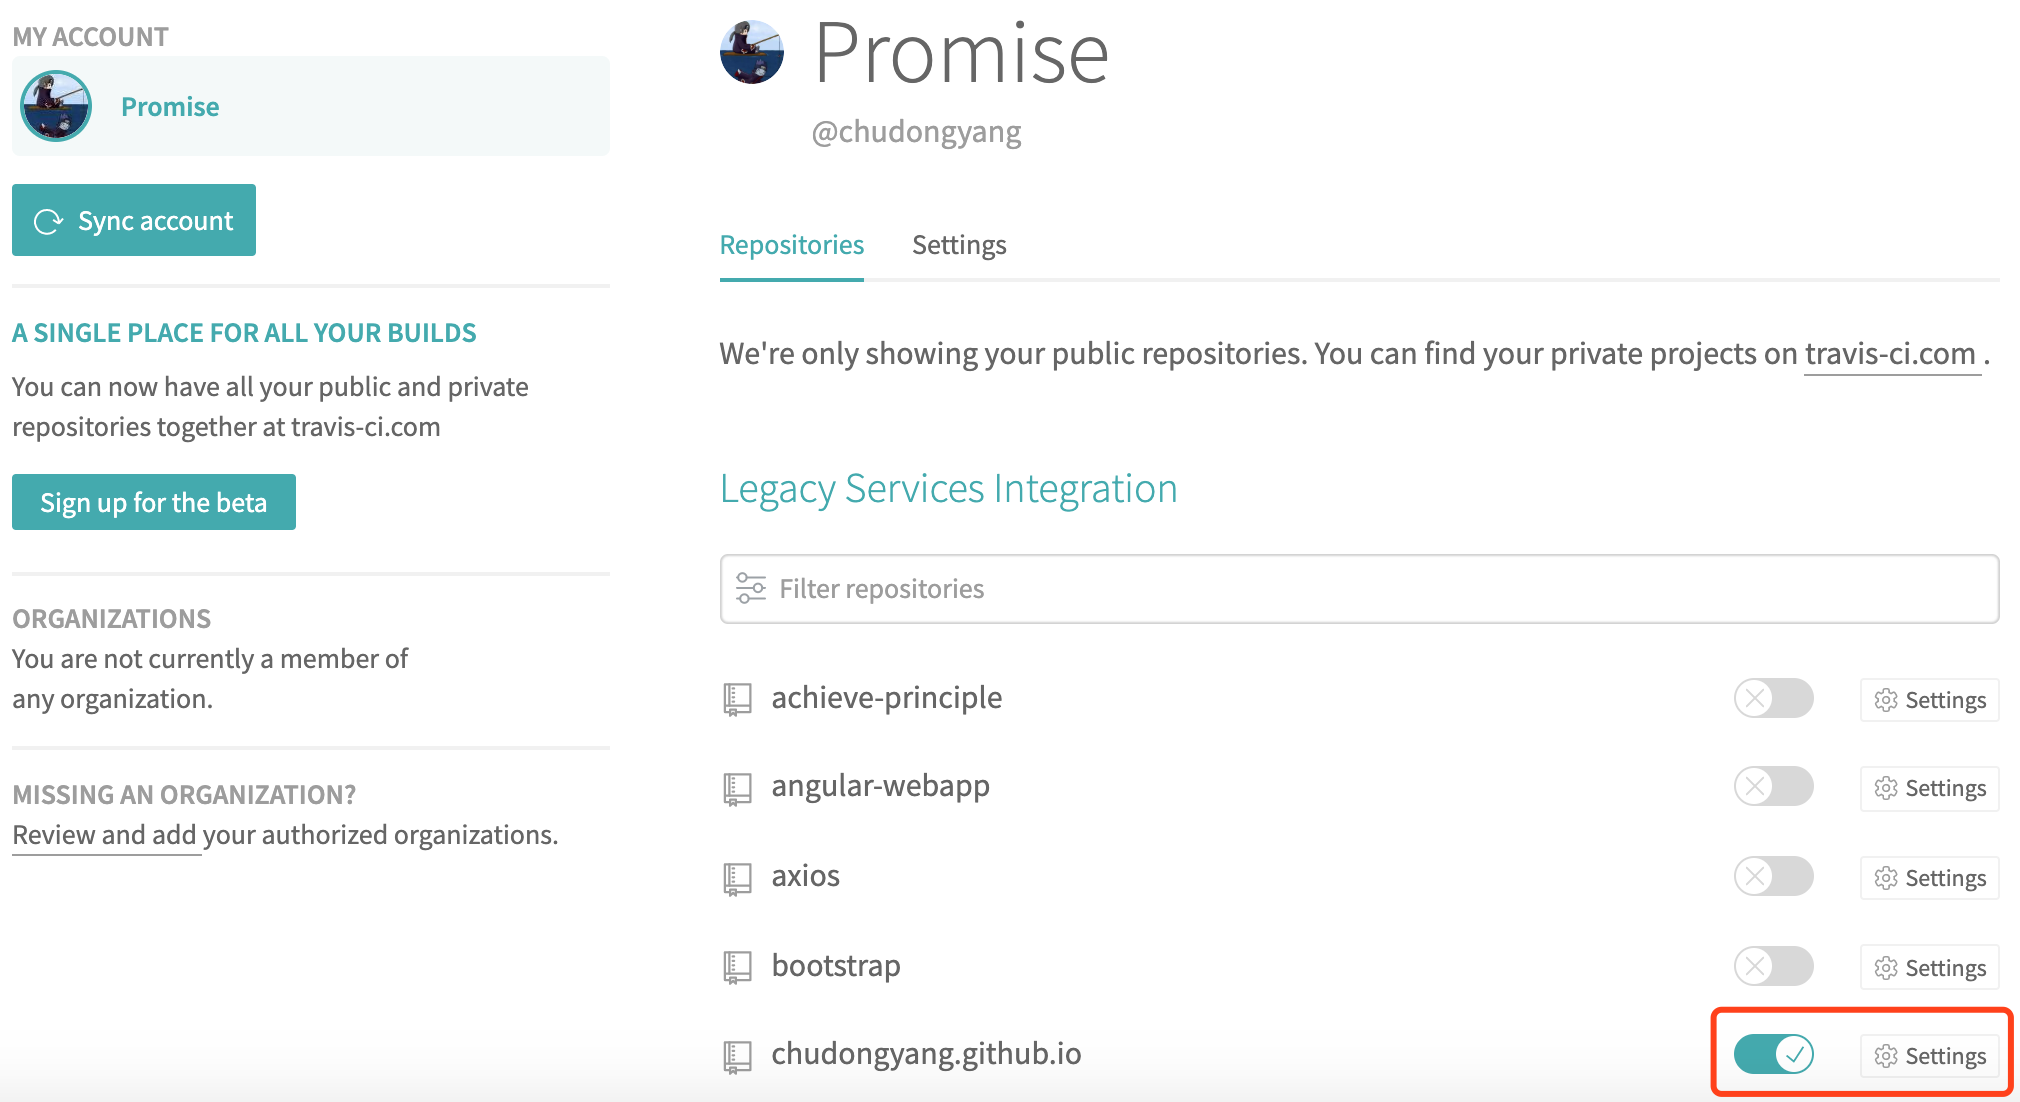 MY ACCOUNT
Promise
Sync account
A SINGLE PLACE FOR ALL YOUR BUILDS
You can now have all your public and private
repositories together at travis-ci.com
Sign up for the beta
ORGANIZATIONS
You are not currently a member of
any organization.
MISSING AN ORGANIZATION?
Review and add your authorized organizations.
Promise
@chudongyang
Repositories Settings
We're only showing your public repositories. You can find your private projects on travis-ci.com .
Legacy Services Integration
Filter repositories
achieve-principle Settings
angular-webapp Settings
axios Settings
bootstrap Settings
chudongyang.github.io Settings